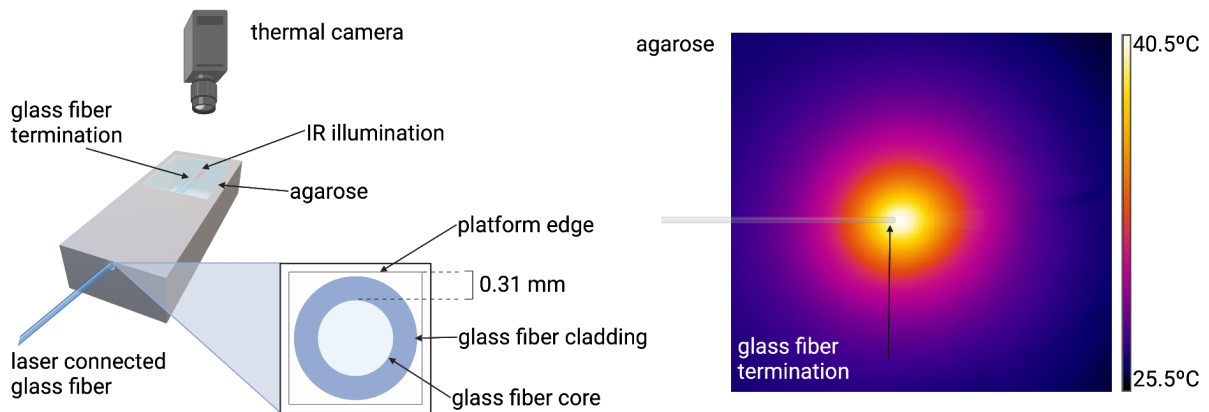 thermal camera
glass fiber
termination
IR illumination
agarose
platform edge
0.31 mm
glass fiber cladding
glass fiber core
laser connected
glass fiber
agarose
40.5ºC
glass fiber
termination
25.5ºC